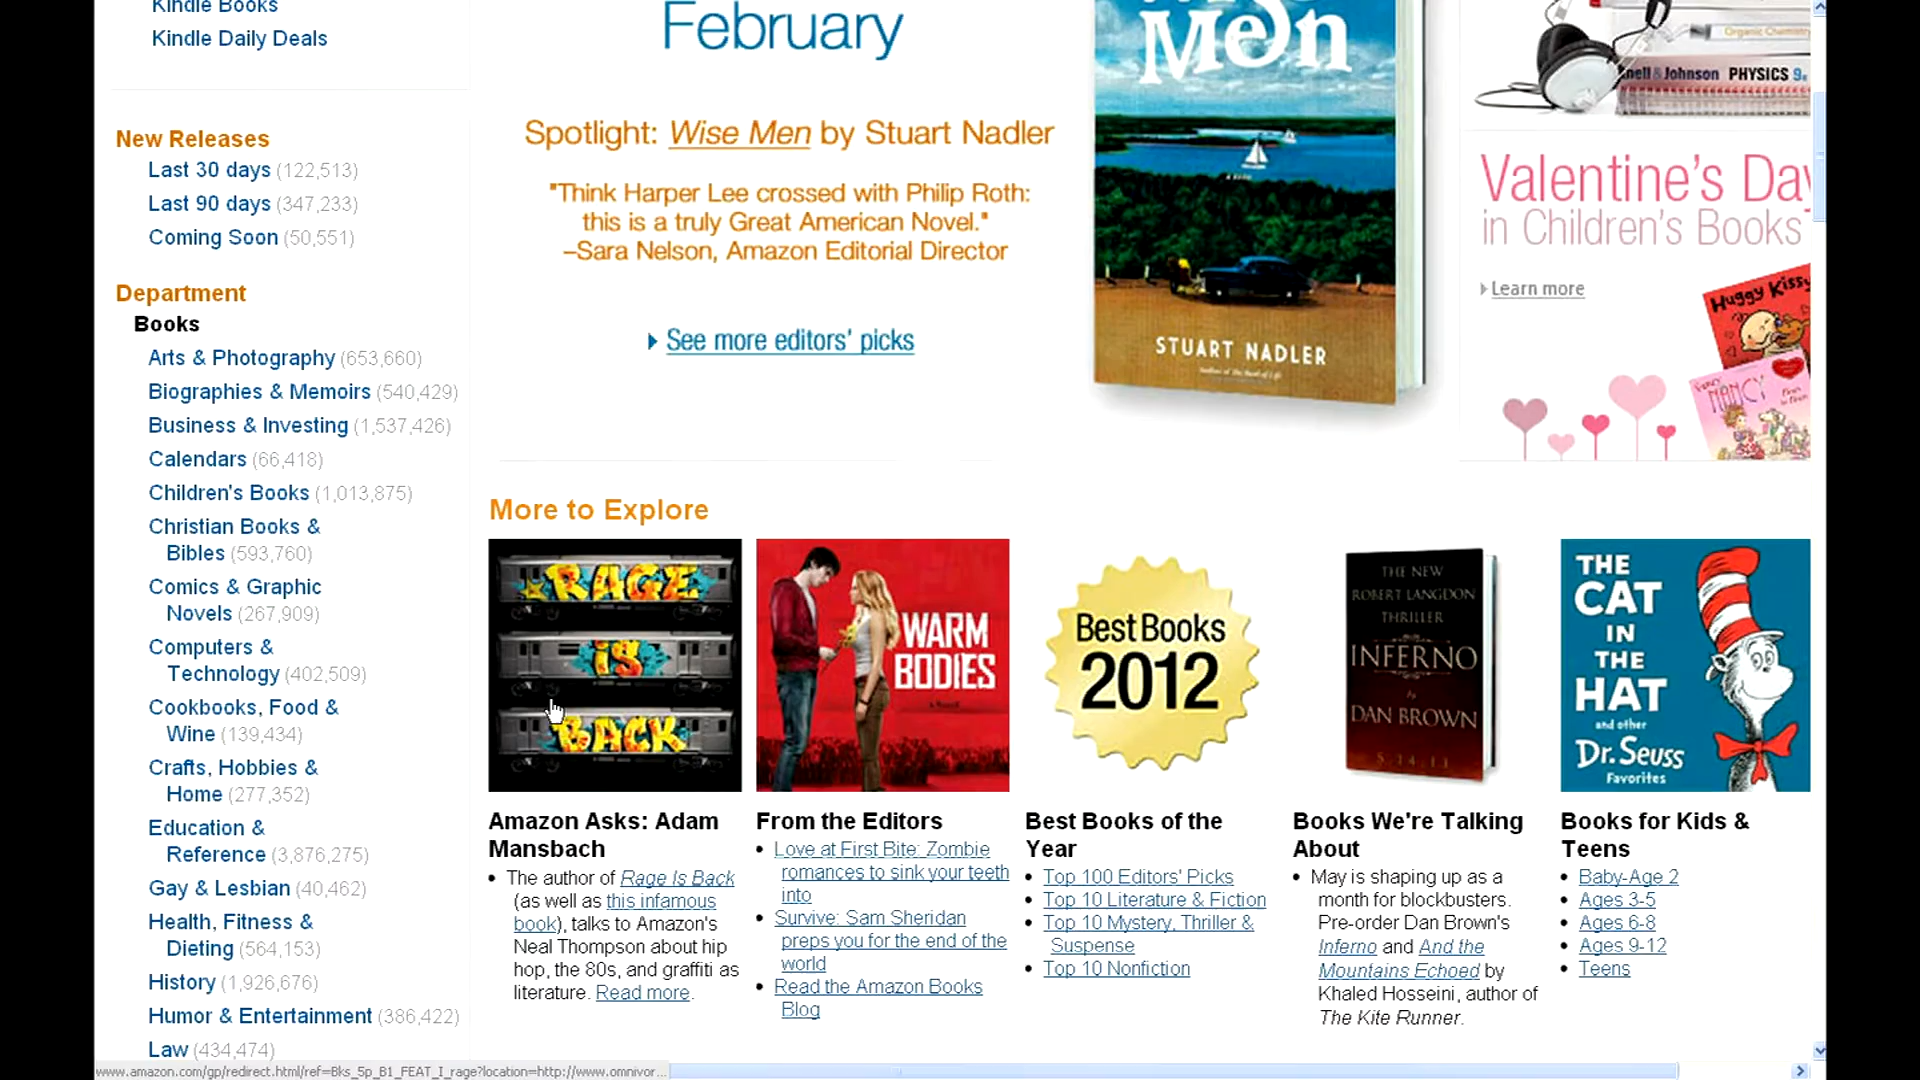 Kindle Books
Kindle Daily Deals
New Releases
Last 30 days (122,513)
Last 90 days (347,233)
Coming Soon (50,551)
Department
Books
Arts & Photography (653,660)
Biographies & Memoirs (540,429)
Business & Investing (1,537,426)
Calendars (66,418)
Children's Books (1,013,875)
Christian Books &
Bibles (593,760)
Comics & Graphic
Novels (267,909)
Computers &
Technology (402,509)
Cookbooks, Food &
Wine (139,434)
Crafts, Hobbies &
Home (277,352)
Education &
Reference (3,876,275)
Gay & Lesbian (40,462)
Health, Fitness &
Dieting (564,153)
History (1,926,676)
Humor & Entertainment (386,422)
Law (434,474)
February
Spotlight: Wise Men by Stuart Nadler
"Think Harper Lee crossed with Philip Roth:
this is a truly Great American Novel."
–Sara Nelson, Amazon Editorial Director
See more editors' picks
Men
STUART NADLER
Organic Chemistry
nell & Johnson PHYSICS 9e
Valentine's Day
in Children's Books
Learn more
Huggy Kissy
NANCY
More to Explore
RAGE
IS
BACK
WARM
BODIES
Best Books
2012
THE NEW
ROBERT LANGDON
THRILLER
INFERNO
DAN BROWN
5.14.13
THE
CAT
IN
THE
HAT
and other
Dr. Seuss
Favorites
Amazon Asks: Adam
Mansbach
• The author of Rage Is Back
(as well as this infamous
book), talks to Amazon's
Neal Thompson about hip
hop, the 80s, and graffiti as
literature. Read more.
From the Editors
• Love at First Bite: Zombie
romances to sink your teeth
into
• Survive: Sam Sheridan
preps you for the end of the
world
• Read the Amazon Books
Blog
Best Books of the
Year
• Top 100 Editors' Picks
• Top 10 Literature & Fiction
• Top 10 Mystery, Thriller &
Suspense
• Top 10 Nonfiction
Books We're Talking
About
• May is shaping up as a
month for blockbusters.
Pre-order Dan Brown's
Inferno and And the
Mountains Echoed by
Khaled Hosseini, author of
The Kite Runner.
Books for Kids &
Teens
• Baby-Age 2
• Ages 3-5
• Ages 6-8
• Ages 9-12
• Teens
www.amazon.com/gp/redirect.html/ref=Bks_5p_B1_FEAT_I_rage?location=http://www.omnivor...